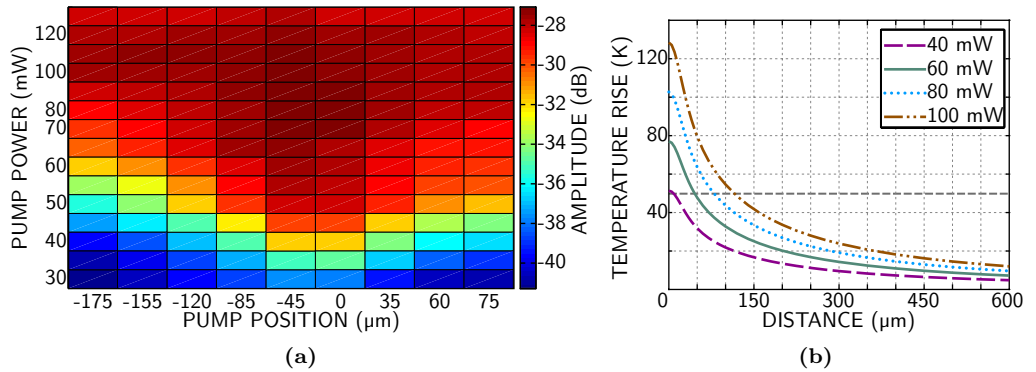 120
100
80
70
60
50
40
30
PUMP POWER (mW)
-175 -155 -120 -85 -45 0 35 60 75
PUMP POSITION (µm)
-28
-30
-32
-34
-36
-38
-40
AMPLITUDE (dB)
(a)
120
80
40
TEMPERATURE RISE (K)
40 mW
60 mW
80 mW
100 mW
0 150 300 450 600
DISTANCE (µm)
(b)